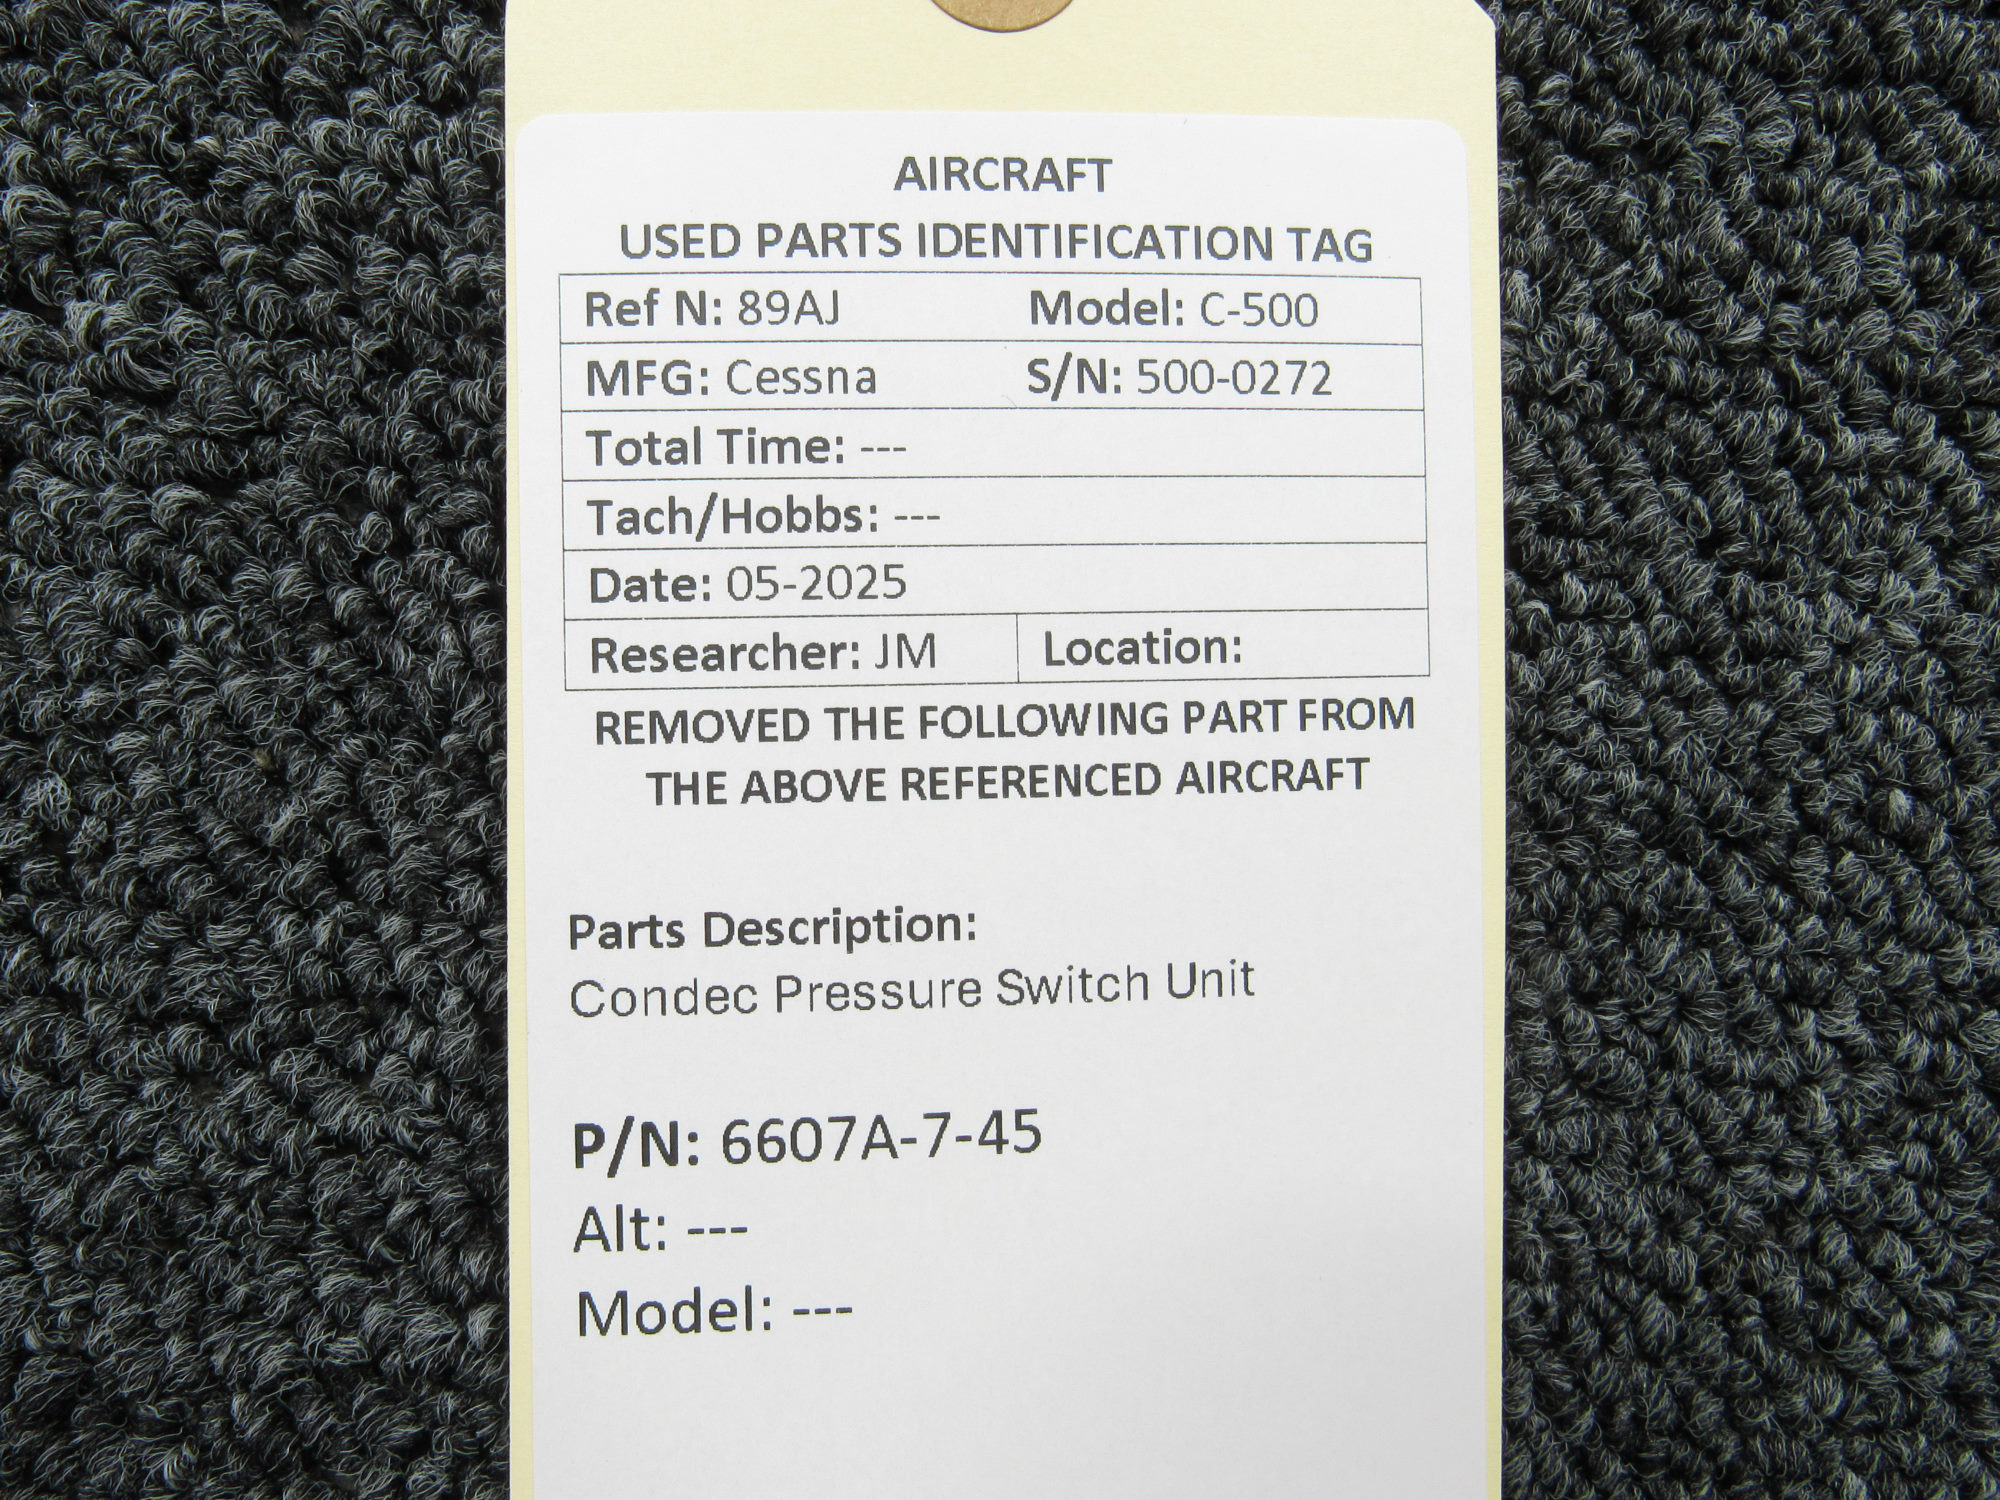 AIRCRAFT
USED PARTS IDENTIFICATION TAG
Ref N: 89AJ Model: C-500
MFG: Cessna S/N: 500-0272
Total Time: ---
Tach/Hobbs: ---
Date: 05-2025
Researcher: JM Location:
REMOVED THE FOLLOWING PART FROM
THE ABOVE REFERENCED AIRCRAFT
Parts Description:
Condec Pressure Switch Unit
P/N: 6607A-7-45
Alt: ---
Model: ---